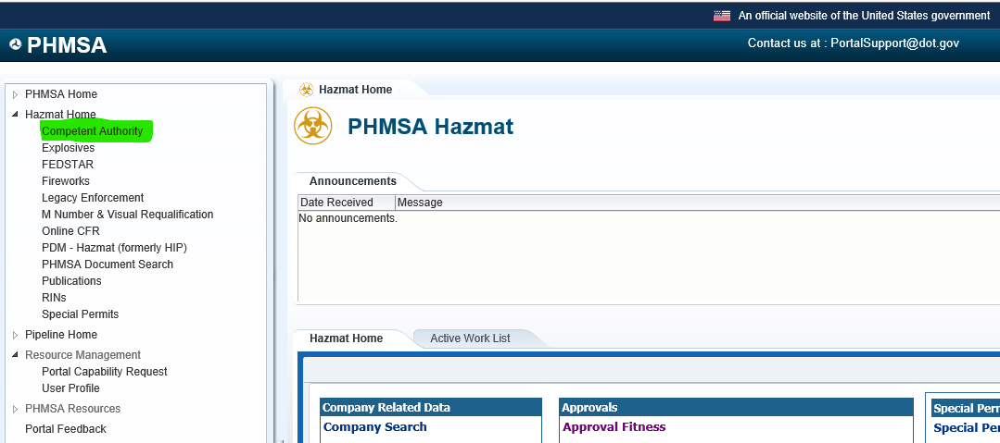 An official website of the United States government
PHMSA
Contact us at : PortalSupport@dot.gov
PHMSA Home
Hazmat Home
Competent Authority
Explosives
FEDSTAR
Fireworks
Legacy Enforcement
M Number & Visual Requalification
Online CFR
PDM - Hazmat (formerly HIP)
PHMSA Document Search
Publications
RINs
Special Permits
Pipeline Home
Resource Management
Portal Capability Request
User Profile
PHMSA Resources
Portal Feedback
Hazmat Home
PHMSA Hazmat
Announcements
Date Received Message
No announcements.
Hazmat Home Active Work List
Company Related Data Approvals Special Perr
Company Search Approval Fitness Special Per